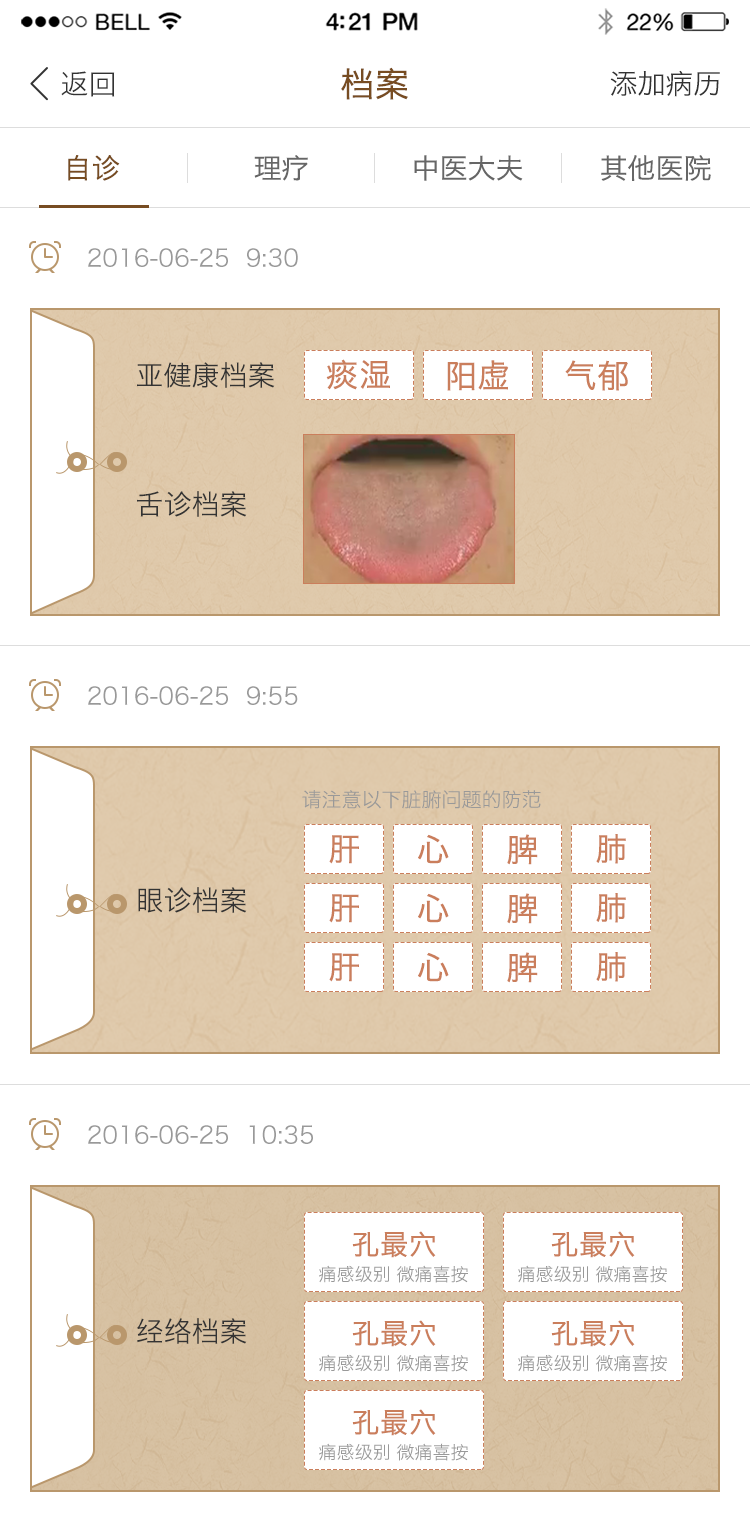 BELL 4:21 PM 22%
返回 档案 添加病历
自诊 理疗 中医大夫 其他医院
2016-06-25 9:30
亚健康档案 痰湿 阳虚 气郁
舌诊档案
2016-06-25 9:55
请注意以下脏腑问题的防范
肝 心 脾 肺
眼诊档案 肝 心 脾 肺
肝 心 脾 肺
2016-06-25 10:35
孔最穴 孔最穴
痛感级别 微痛喜按 痛感级别 微痛喜按
经络档案 孔最穴 孔最穴
痛感级别 微痛喜按 痛感级别 微痛喜按
孔最穴
痛感级别 微痛喜按